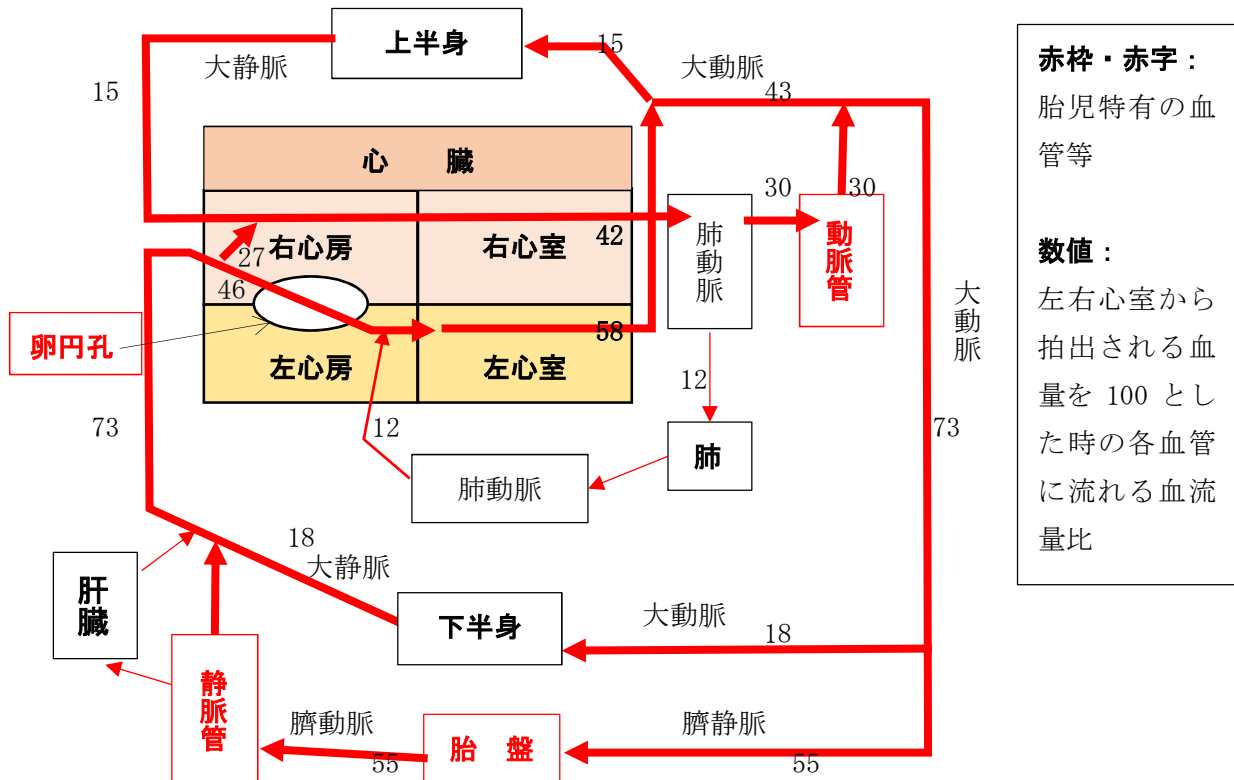 上半身
大静脈
15
15
大動脈
43
心 臓
右心房
右心室
42
27
46
左心房
左心室
58
卵円孔
肺動脈
30
30
動脈管
大動脈
12
肺
12
肺動脈
73
73
18
大静脈
肝臓
下半身
大動脈
18
静脈管
臍動脈
55
胎 盤
臍静脈
55
赤枠・赤字：
胎児特有の血
管等
数値：
左右心室から
拍出される血
量を 100 とし
た時の各血管
に流れる血流
量比